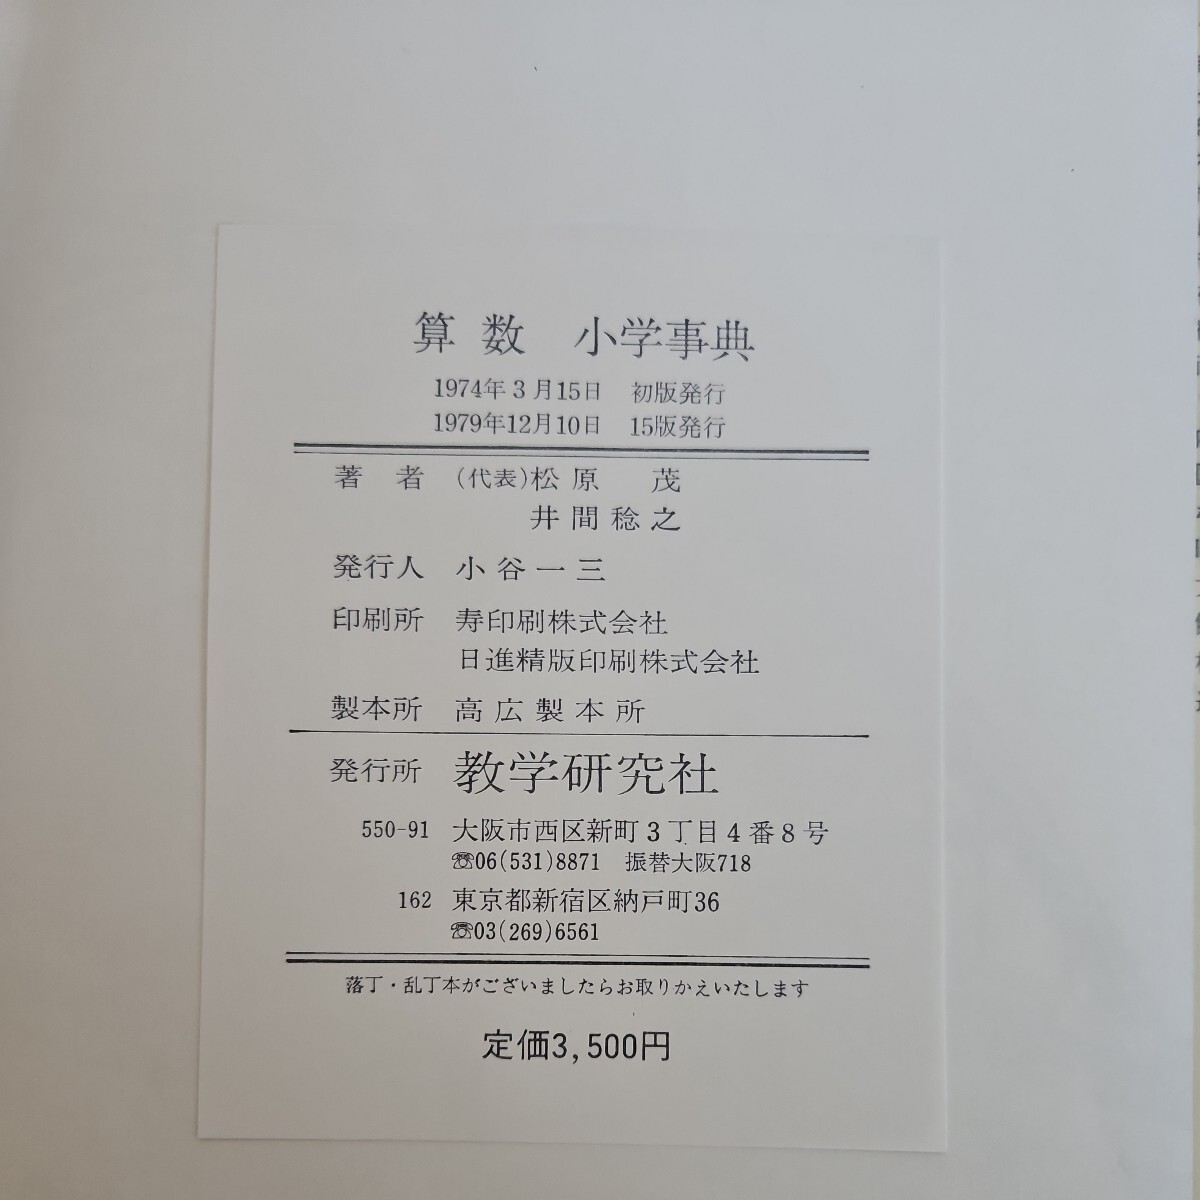 算数 小学事典
1974年3月15日 初版発行
1979年12月10日 15版発行
著者 (代表)松原 茂
井間稔之
発行人 小谷一三
印刷所 寿印刷株式会社
日進精版印刷株式会社
製本所 高広製本所
発行所 教学研究社
550-91 大阪市西区新町3丁目4番8号
☎06(531)8871 振替大阪718
162 東京都新宿区納戸町36
☎03(269)6561
落丁・乱丁本がございましたらお取りかえいたします
定価3,500円